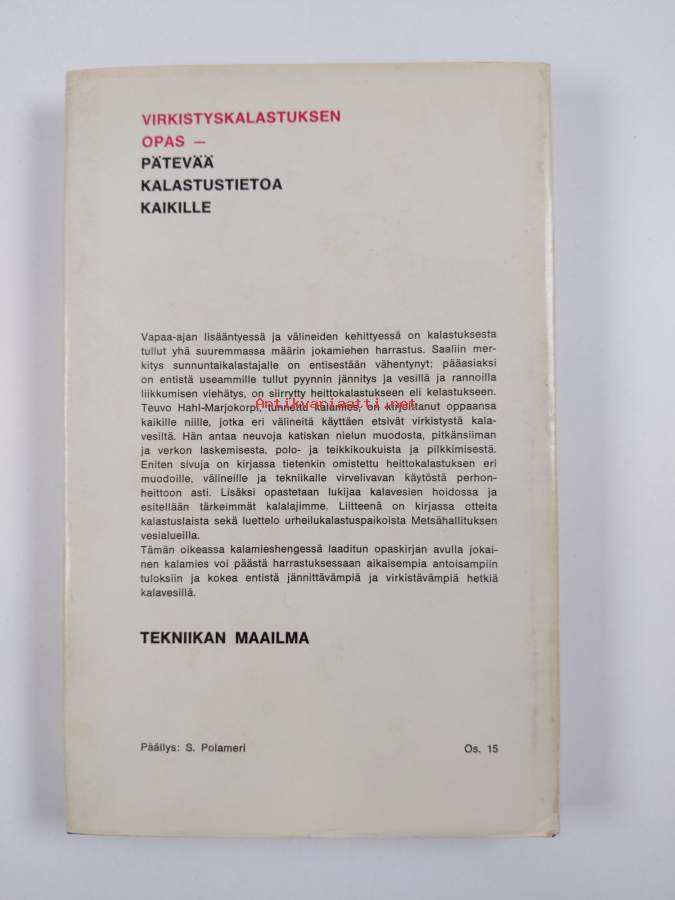 VIRKISTYSKALASTUKSEN
OPAS —
PÄTEVÄÄ
KALASTUSTIETOA
KAIKILLE
Vapaa-ajan lisääntyessä ja välineiden kehittyessä on kalastuksesta
tullut yhä suuremmassa määrin jokamiehen harrastus. Saaliin mer-
kitys sunnuntaikalastajalle on entisestään vähentynyt; pääasiaksi
on entistä useammille tullut pyynnin jännitys ja vesillä ja rannoilla
liikkumisen viehätys, on siirrytty heittokalastukseen eli kelastukseen.
Antikvariaatti.net
Teuvo Hahl-Marjokorpi, tunnettu kalamies, on kirjoittanut oppaansa
kaikille niille, jotka eri välineitä käyttäen etsivät virkistystä kala-
vesiltä. Hän antaa neuvoja katiskan nielun muodosta, pitkänsiiman
ja verkon laskemisesta, polo- ja teikkikoukuista ja pilkkimisestä.
Eniten sivuja on kirjassa tietenkin omistettu heittokalastuksen eri
muodoille, välineille ja tekniikalle virvelivavan käytöstä perhon-
heittoon asti. Lisäksi opastetaan lukijaa kalavesien hoidossa ja
esitellään tärkeimmät kalalajimme. Liitteenä on kirjassa otteita
kalastuslaista sekä luettelo urheilukalastuspaikoista Metsähallituksen
vesialueilla.
Tämän oikeassa kalamieshengessä laaditun opaskirjan avulla jokai-
nen kalamies voi päästä harrastuksessaan aikaisempia antoisampiin
tuloksiin ja kokea entistä jännittävämpiä ja virkistävämpiä hetkiä
kalavesillä.
TEKNIIKAN MAAILMA
Päällys: S. Polameri
Os. 15